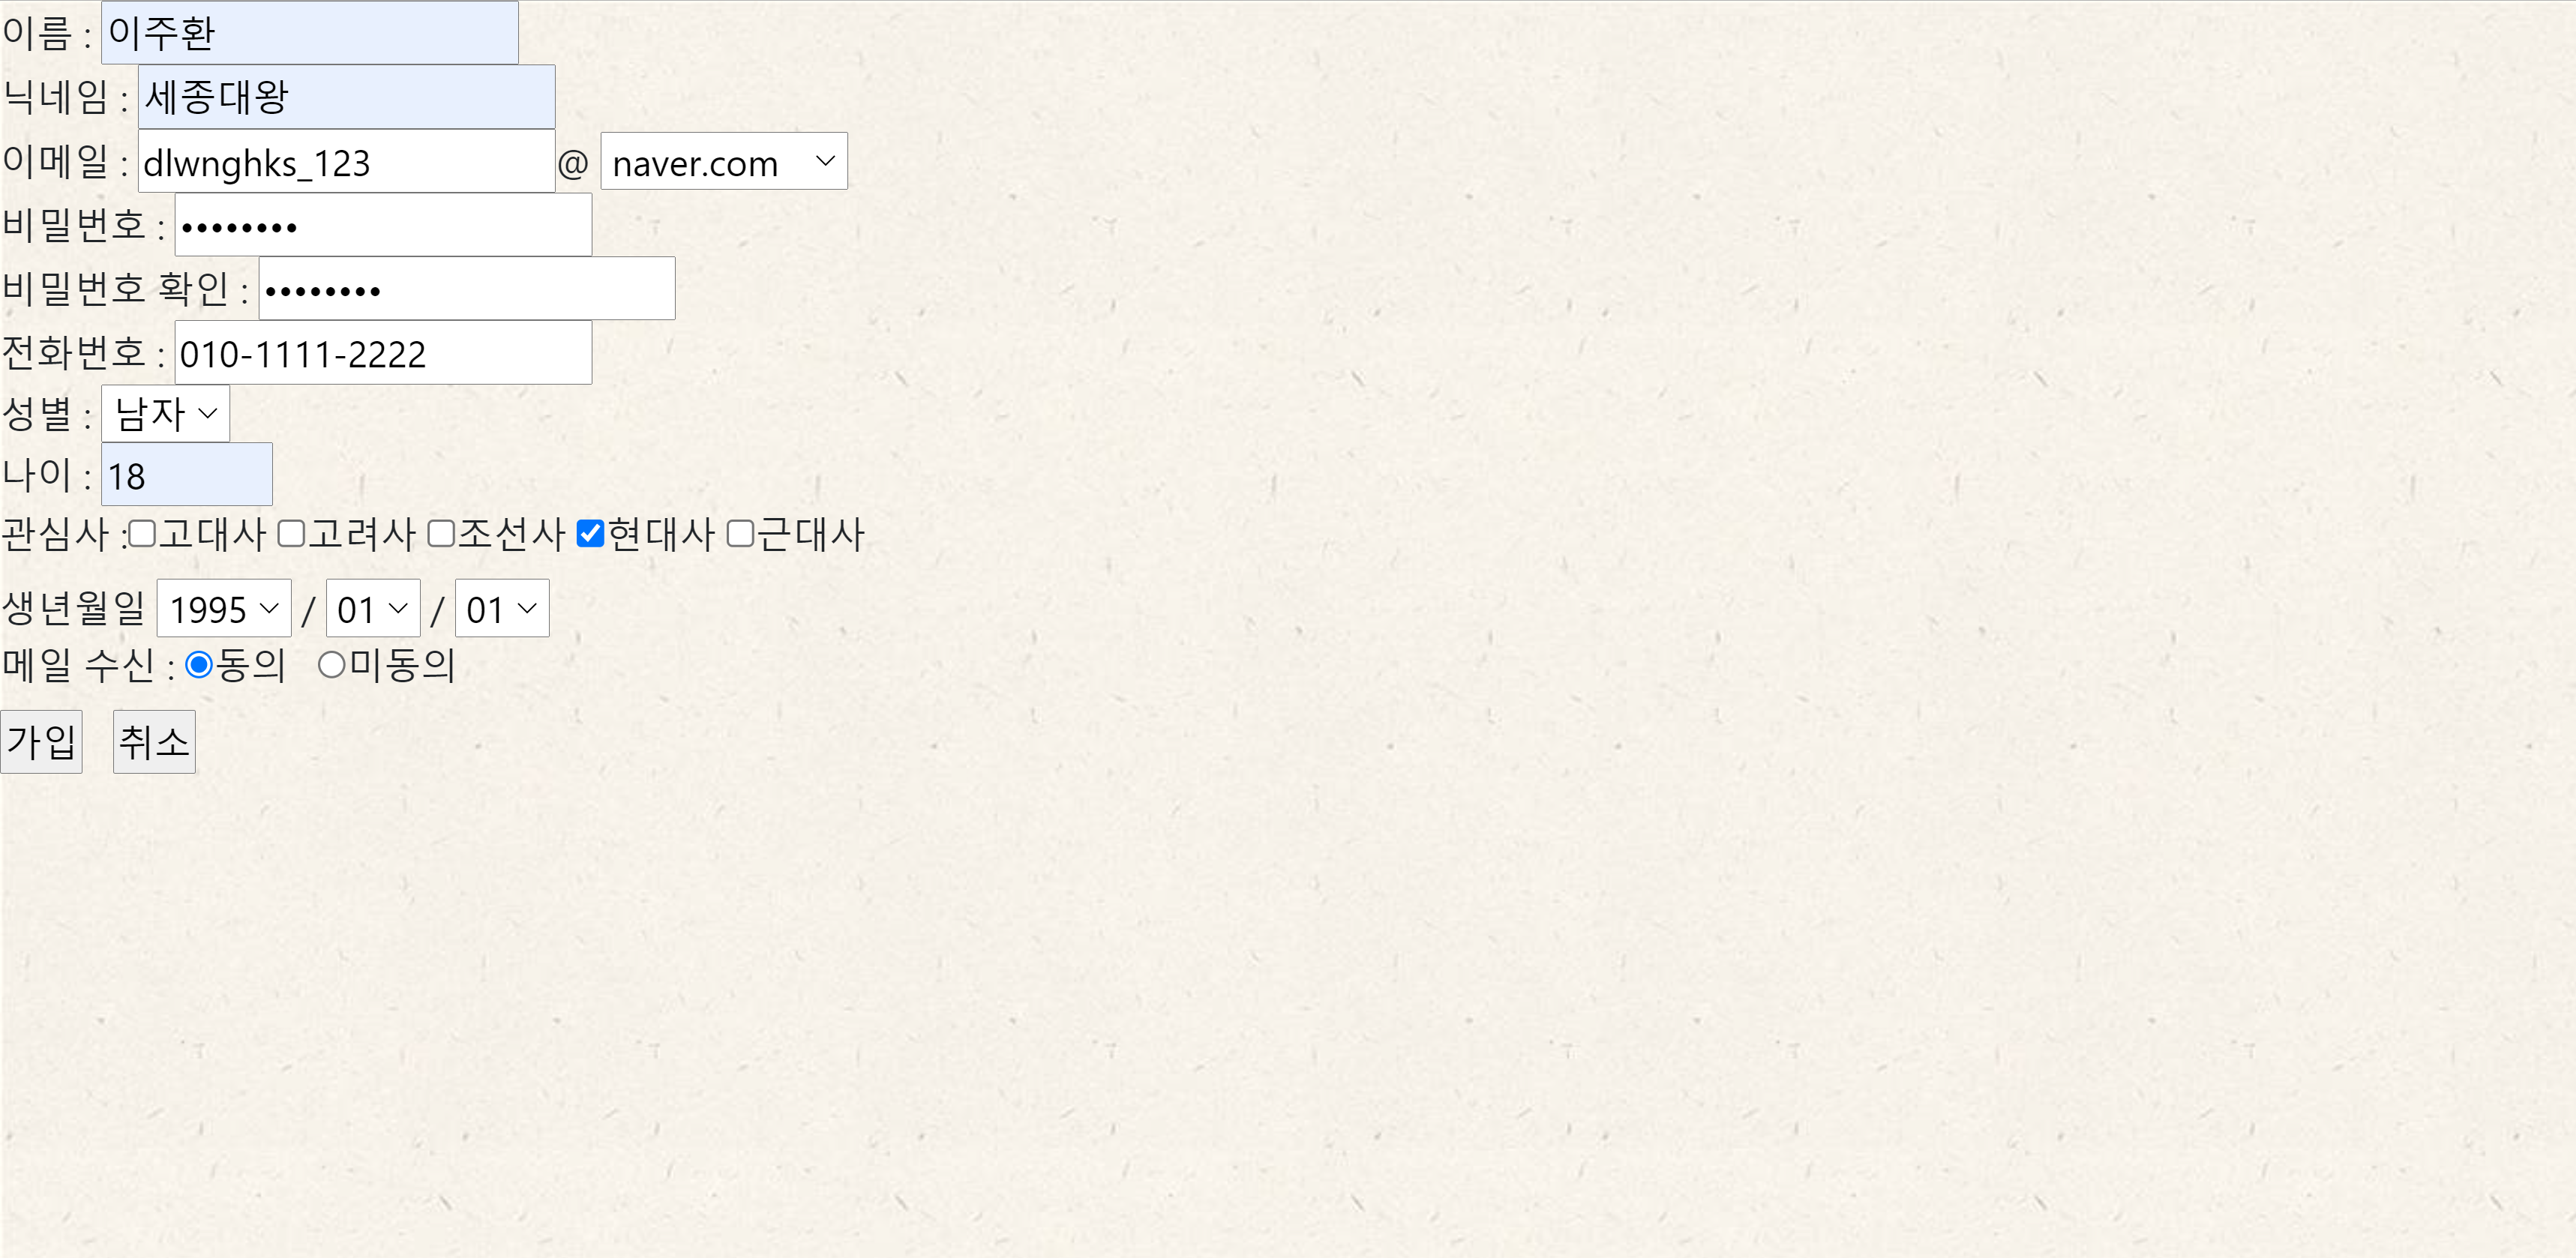 이름 : 이주환
닉네임 : 세종대왕
이메일 : dlwnghks_123@ naver.com
비밀번호 : ••••••••
비밀번호 확인 : ••••••••
전화번호 : 010-1111-2222
성별 : 남자
나이 : 18
관심사 :고대사 고려사 조선사 현대사 근대사
생년월일 1995 / 01 / 01
메일 수신 : 동의 미동의
가입 취소